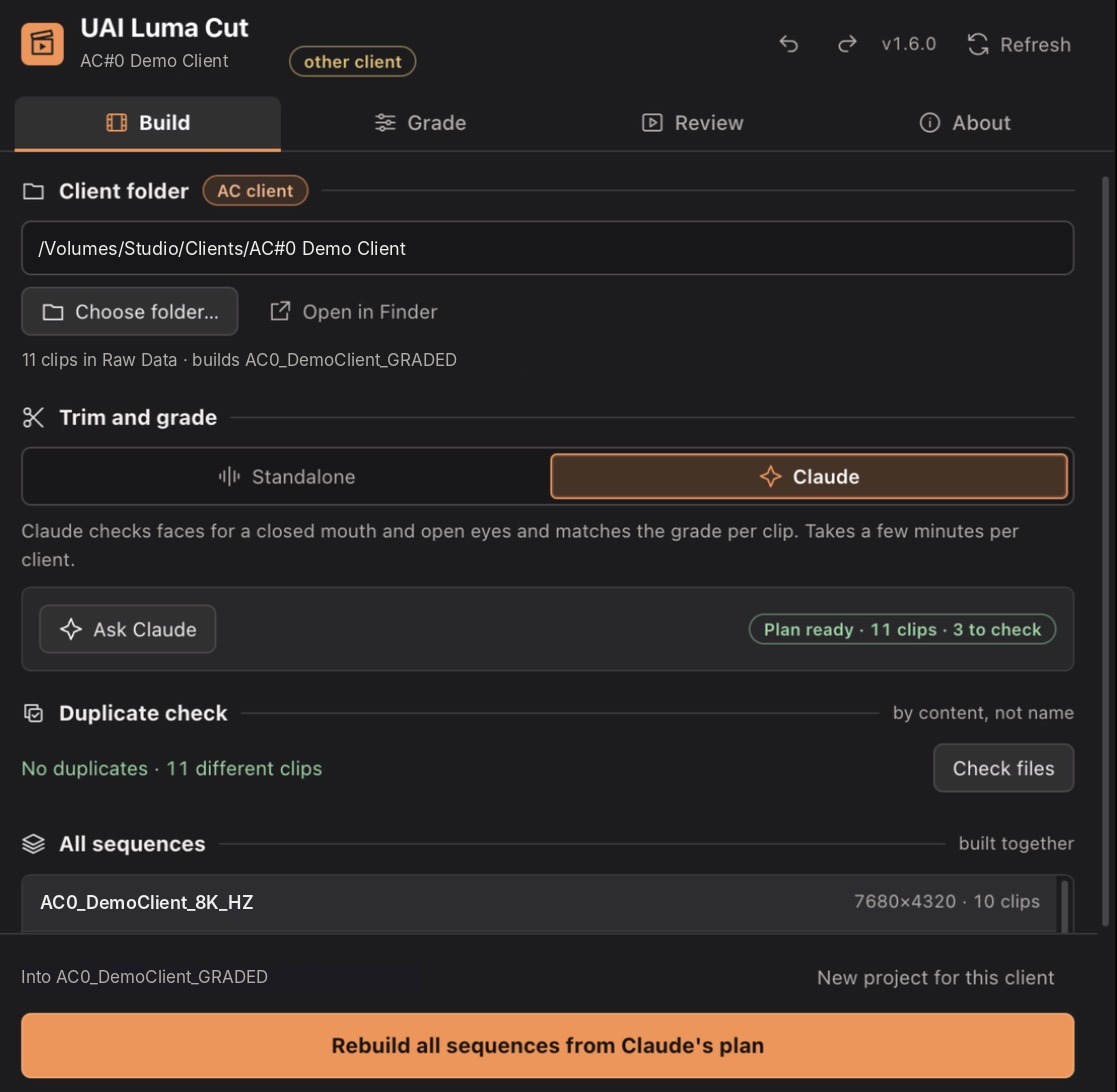 UAI Luma Cut
AC#0 Demo Client
other client
v1.6.0
Refresh
Build
Grade
Review
About
Client folder
AC client
/Volumes/Studio/Clients/AC#0 Demo Client
Choose folder...
Open in Finder
11 clips in Raw Data · builds AC0_DemoClient_GRADED
Trim and grade
Standalone
Claude
Claude checks faces for a closed mouth and open eyes and matches the grade per clip. Takes a few minutes per
client.
Ask Claude
Plan ready · 11 clips · 3 to check
Duplicate check
by content, not name
No duplicates · 11 different clips
Check files
All sequences
built together
AC0_DemoClient_8K_HZ
7680×4320 · 10 clips
Into AC0_DemoClient_GRADED
New project for this client
Rebuild all sequences from Claude's plan